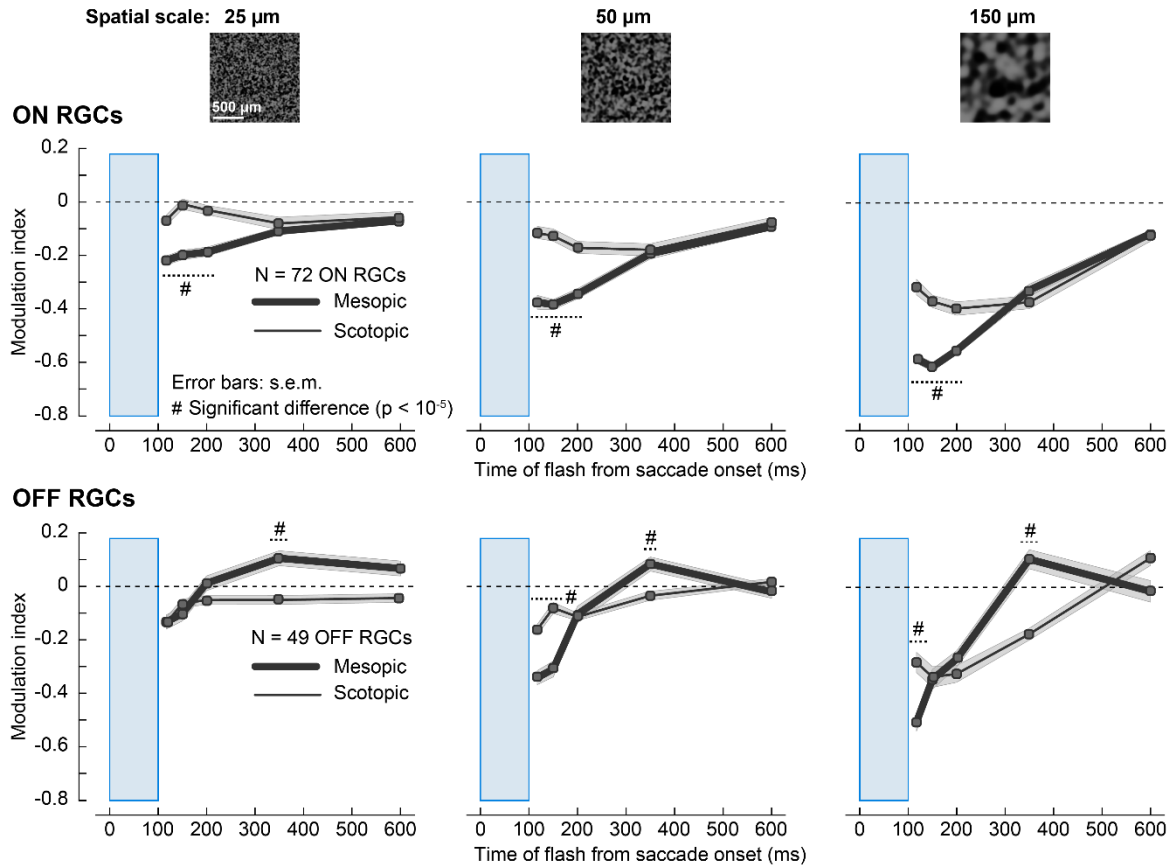 Spatial scale: 25 µm 50 µm 150 µm
500 µm
ON RGCs
0.2
0
-0.2
-0.4
-0.6
-0.8
Modulation index
N = 72 ON RGCs
Mesopic
Scotopic
#
#
#
Error bars: s.e.m.
# Significant difference (p < 10⁻⁵)
0 100 200 300 400 500 600
0 100 200 300 400 500 600
0 100 200 300 400 500 600
Time of flash from saccade onset (ms)
OFF RGCs
0.2
0
-0.2
-0.4
-0.6
-0.8
Modulation index
#
N = 49 OFF RGCs
Mesopic
Scotopic
#
#
#
#
0 100 200 300 400 500 600
0 100 200 300 400 500 600
0 100 200 300 400 500 600
Time of flash from saccade onset (ms)